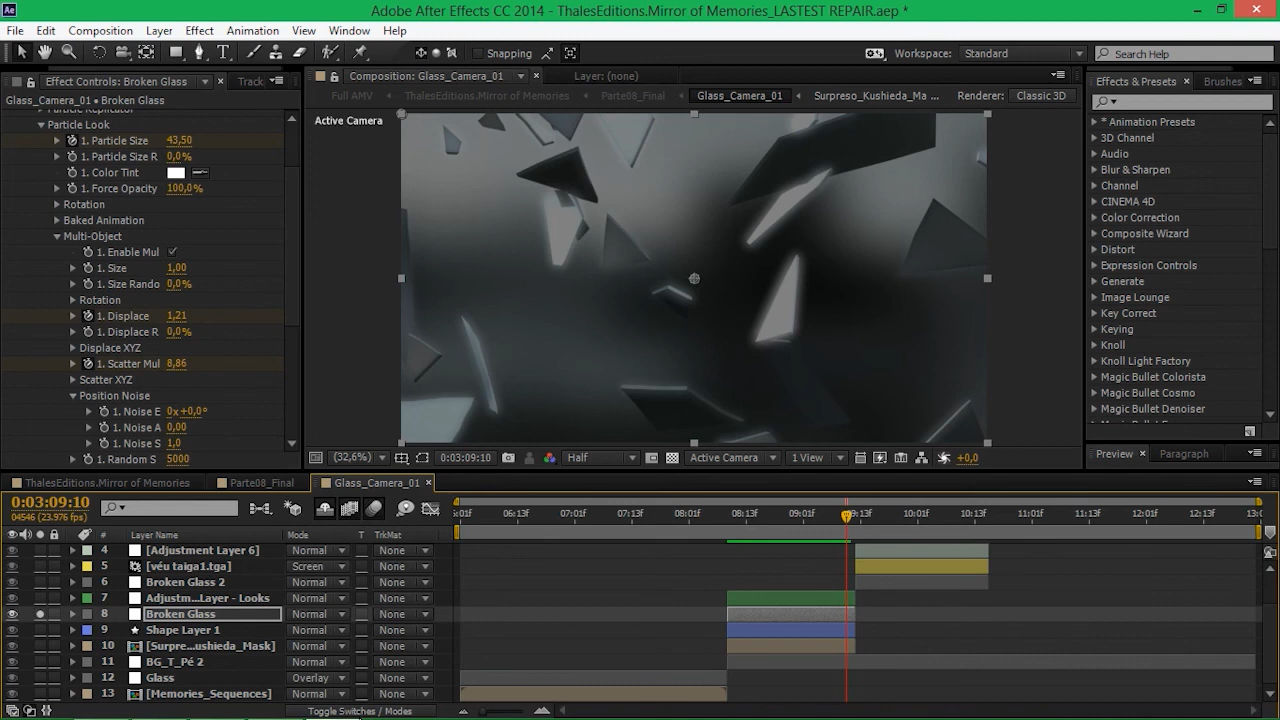 Adobe After Effects CC 2014 - ThalesEditions.Mirror of Memories_LASTEST REPAIR.aep *
File Edit Composition Layer Effect Animation View Window Help
Snapping Workspace: Standard Search Help
Effect Controls: Broken Glass Track
Glass_Camera_01 • Broken Glass
Particle Look
1. Particle Size 43,50
1. Particle Size R 0,0%
1. Color Tint
1. Force Opacity 100,0%
Rotation
Baked Animation
Multi-Object
1. Enable Mul
1. Size 1,00
1. Size Rando 0,0%
Rotation
1. Displace 1,21
1. Displace R 0,0%
Displace XYZ
1. Scatter Mul 8,86
Scatter XYZ
Position Noise
1. Noise E 0x+0,0°
1. Noise A 0,00
1. Noise S 1,0
1. Random S 5000
Composition: Glass_Camera_01 Layer: (none)
Full AMV ThalesEditions.Mirror of Memories Parte08_Final Glass_Camera_01 Surpreso_Kushieda_Ma ... Renderer: Classic 3D
Active Camera
(32,6%) 0:03:09:10 Half Active Camera 1 View +0,0
Effects & Presets Brushes
* Animation Presets
3D Channel
Audio
Blur & Sharpen
Channel
CINEMA 4D
Color Correction
Composite Wizard
Distort
Expression Controls
Generate
Image Lounge
Key Correct
Keying
Knoll
Knoll Light Factory
Magic Bullet Colorista
Magic Bullet Cosmo
Magic Bullet Denoiser
Preview Paragraph
ThalesEditions.Mirror of Memories Parte08_Final Glass_Camera_01
0:03:09:10
04546 (23.976 fps)
5:01f 06:13f 07:01f 07:13f 08:01f 08:13f 09:01f 09:13f 10:01f 10:13f 11:01f 11:13f 12:01f 12:13f 13:0
# Layer Name Mode T TrkMat
4 [Adjustment Layer 6] Normal None
5 [véu taiga1.tga] Screen None
6 Broken Glass 2 Normal None
7 Adjustm...Layer - Looks Normal None
8 Broken Glass Normal None
9 Shape Layer 1 Normal None
10 [Surpre...ushieda_Mask] Normal None
11 BG_T_Pé 2 Normal None
12 Glass Overlay None
13 [Memories_Sequences] Normal None
Toggle Switches / Modes